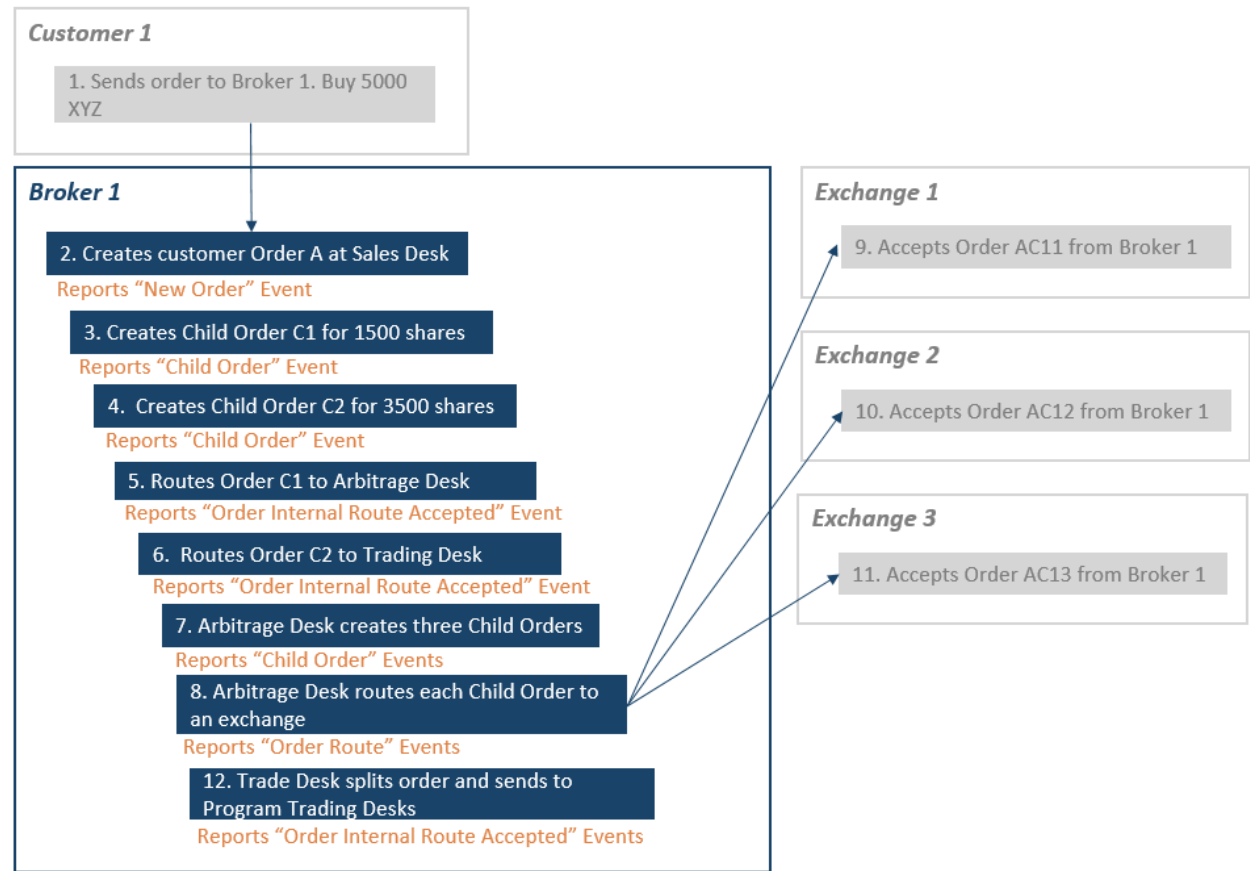 Customer 1
1. Sends order to Broker 1. Buy 5000
XYZ
Broker 1
2. Creates customer Order A at Sales Desk
Reports “New Order” Event
3. Creates Child Order C1 for 1500 shares
Reports “Child Order” Event
4. Creates Child Order C2 for 3500 shares
Reports “Child Order” Event
5. Routes Order C1 to Arbitrage Desk
Reports “Order Internal Route Accepted” Event
6. Routes Order C2 to Trading Desk
Reports “Order Internal Route Accepted” Event
7. Arbitrage Desk creates three Child Orders
Reports “Child Order” Events
8. Arbitrage Desk routes each Child Order to
an exchange
Reports “Order Route” Events
12. Trade Desk splits order and sends to
Program Trading Desks
Reports “Order Internal Route Accepted” Events
Exchange 1
9. Accepts Order AC11 from Broker 1
Exchange 2
10. Accepts Order AC12 from Broker 1
Exchange 3
11. Accepts Order AC13 from Broker 1